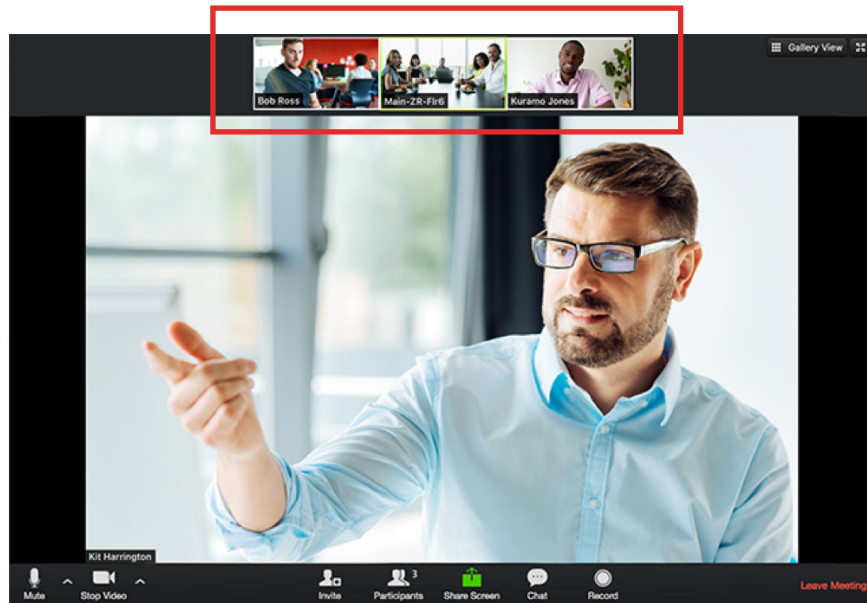 Gallery View
Bob Ross
Main-ZR-Flr6
Kuramo Jones
Kit Harrington
3
Mute
Stop Video
Invite
Participants
Share Screen
Chat
Record
Leave Meeting